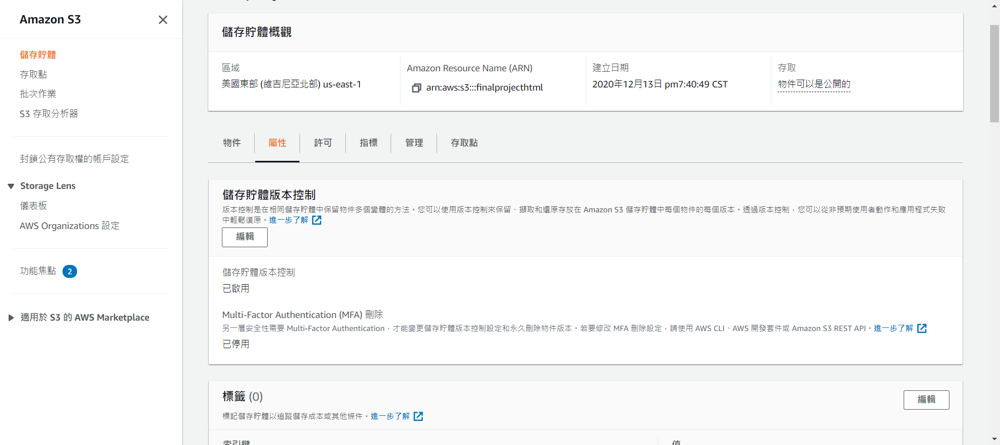 Amazon S3
儲存貯體
存取點
批次作業
S3 存取分析器
封鎖公有存取權的帳戶設定
Storage Lens
儀表板
AWS Organizations 設定
功能焦點 2
適用於 S3 的 AWS Marketplace
儲存貯體概觀
區域
美國東部 (維吉尼亞北部) us-east-1
Amazon Resource Name (ARN)
arn:aws:s3:::finalprojecthtml
建立日期
2020年12月13日 pm7:40:49 CST
存取
物件可以是公開的
物件 屬性 許可 指標 管理 存取點
儲存貯體版本控制
版本控制是在相同儲存貯體中保留物件多個變體的方法。您可以使用版本控制來保留、擷取和還原存放在 Amazon S3 儲存貯體中每個物件的每個版本。透過版本控制，您可以從非預期使用者動作和應用程式失敗
中輕鬆復原。進一步了解
編輯
儲存貯體版本控制
已啟用
Multi-Factor Authentication (MFA) 刪除
另一層安全性需要 Multi-Factor Authentication，才能變更儲存貯體版本控制設定和永久刪除物件版本。若要修改 MFA 刪除設定，請使用 AWS CLI、AWS 開發套件或 Amazon S3 REST API。進一步了解
已停用
標籤 (0)
編輯
標記儲存貯體以追蹤儲存成本或其他條件。進一步了解
索引鍵 值